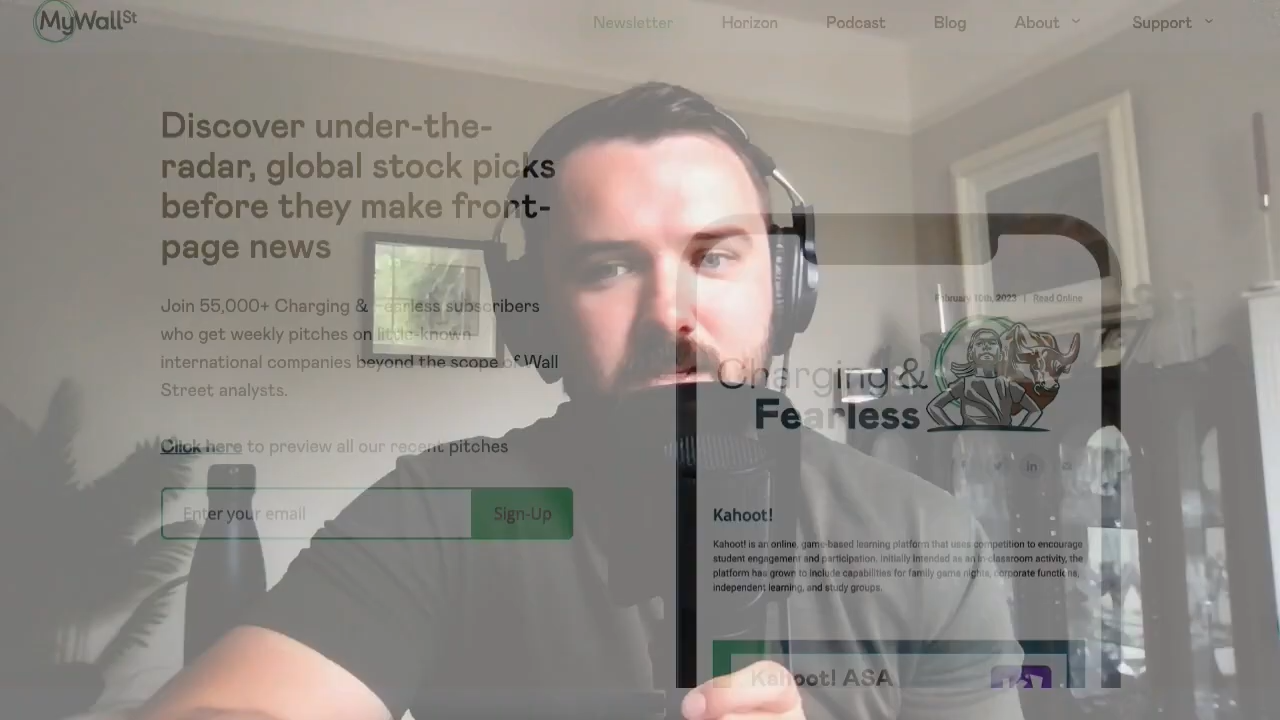 MyWallSt
Newsletter
Horizon
Podcast
Blog
About
Support
Discover under-the-
radar, global stock picks
before they make front-
page news
Join 55,000+ Charging & Fearless subscribers
who get weekly pitches on little-known
international companies beyond the scope of Wall
Street analysts.
Click here to preview all our recent pitches
Enter your email
Sign-Up
February 10th, 2023 | Read Online
Charging &
Fearless
in
Kahoot!
Kahoot! is an online, game-based learning platform that uses competition to encourage
student engagement and participation. Initially intended as an in-classroom activity, the
platform has grown to include capabilities for family game nights, corporate functions,
independent learning, and study groups.
Kahoot! ASA